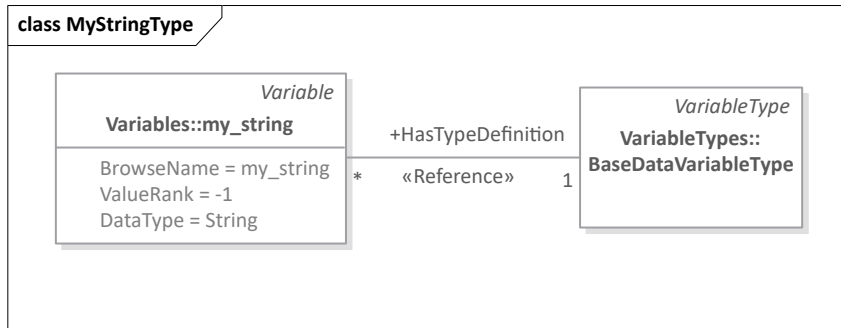 class MyStringType
Variable
Variables::my_string
BrowseName = my_string
ValueRank = -1
DataType = String
+HasTypeDefinition
*
«Reference»
1
VariableType
VariableTypes::
BaseDataVariableType